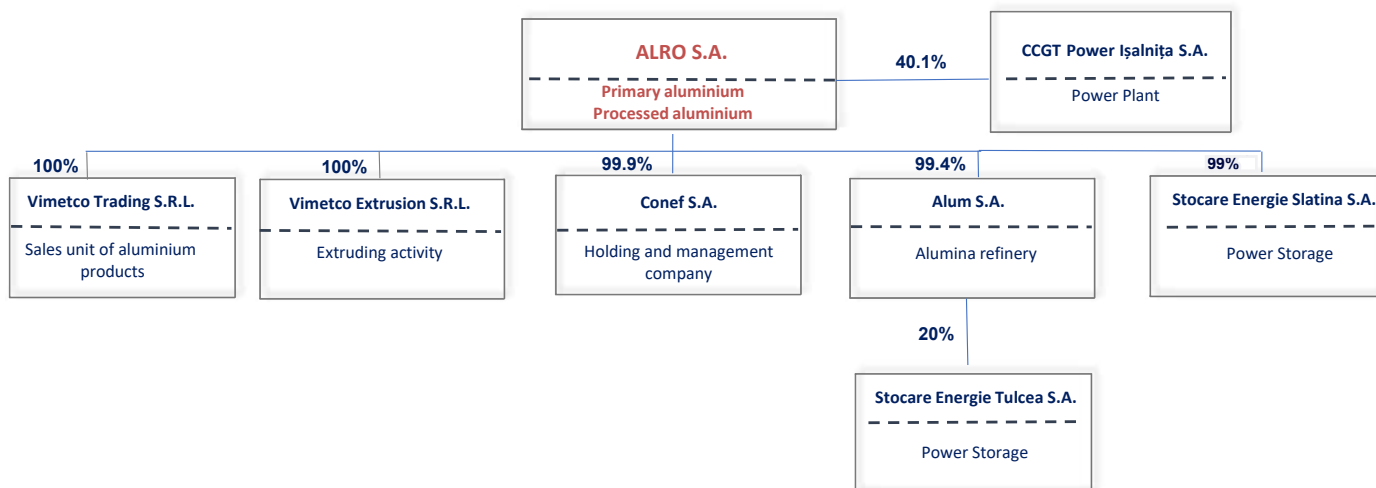 ALRO S.A.
Primary aluminium
Processed aluminium
40.1%
CCGT Power Ișalnița S.A.
Power Plant
100%
100%
99.9%
99.4%
99%
Vimetco Trading S.R.L.
Sales unit of aluminium
products
Vimetco Extrusion S.R.L.
Extruding activity
Conef S.A.
Holding and management
company
Alum S.A.
Alumina refinery
Stocare Energie Slatina S.A.
Power Storage
20%
Stocare Energie Tulcea S.A.
Power Storage